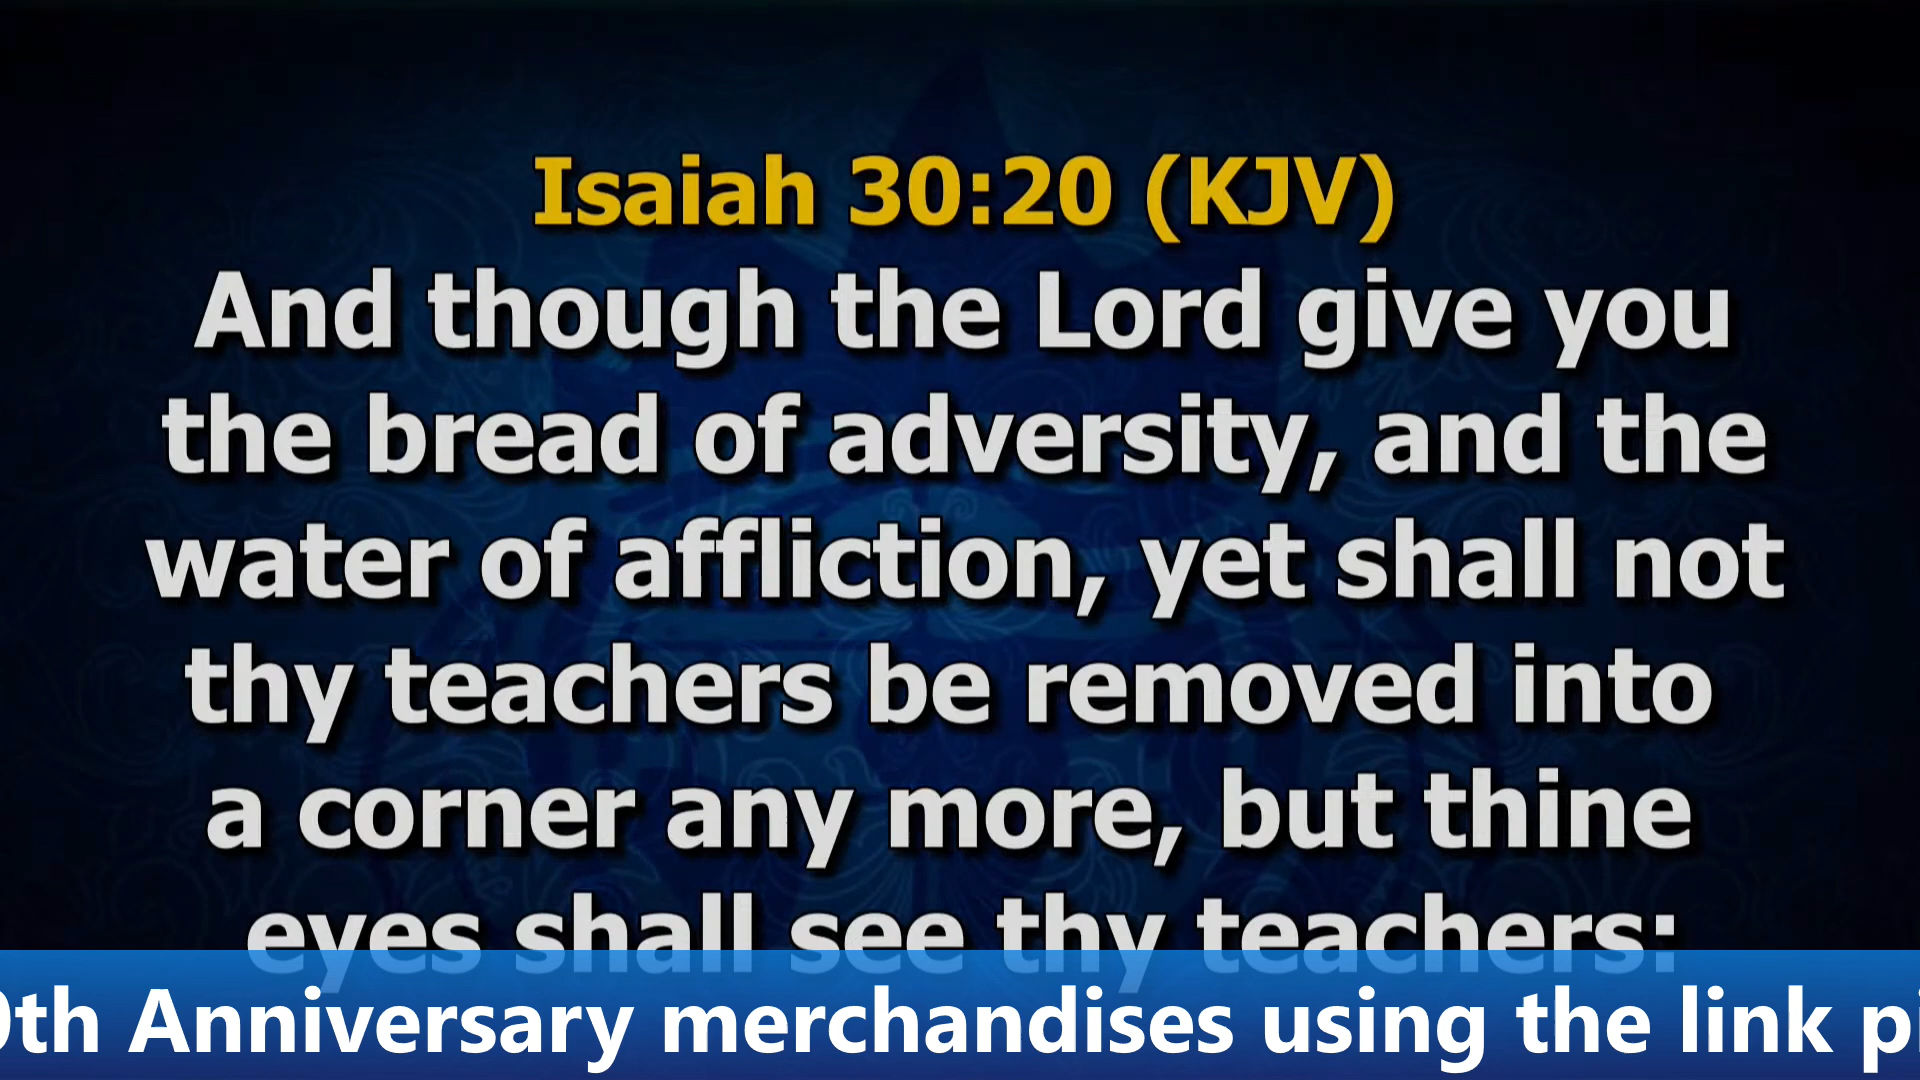 Isaiah 30:20 (KJV)
And though the Lord give you
the bread of adversity, and the
water of affliction, yet shall not
thy teachers be removed into
a corner any more, but thine
eyes shall see thy teachers:
Anniversary merchandises using the link